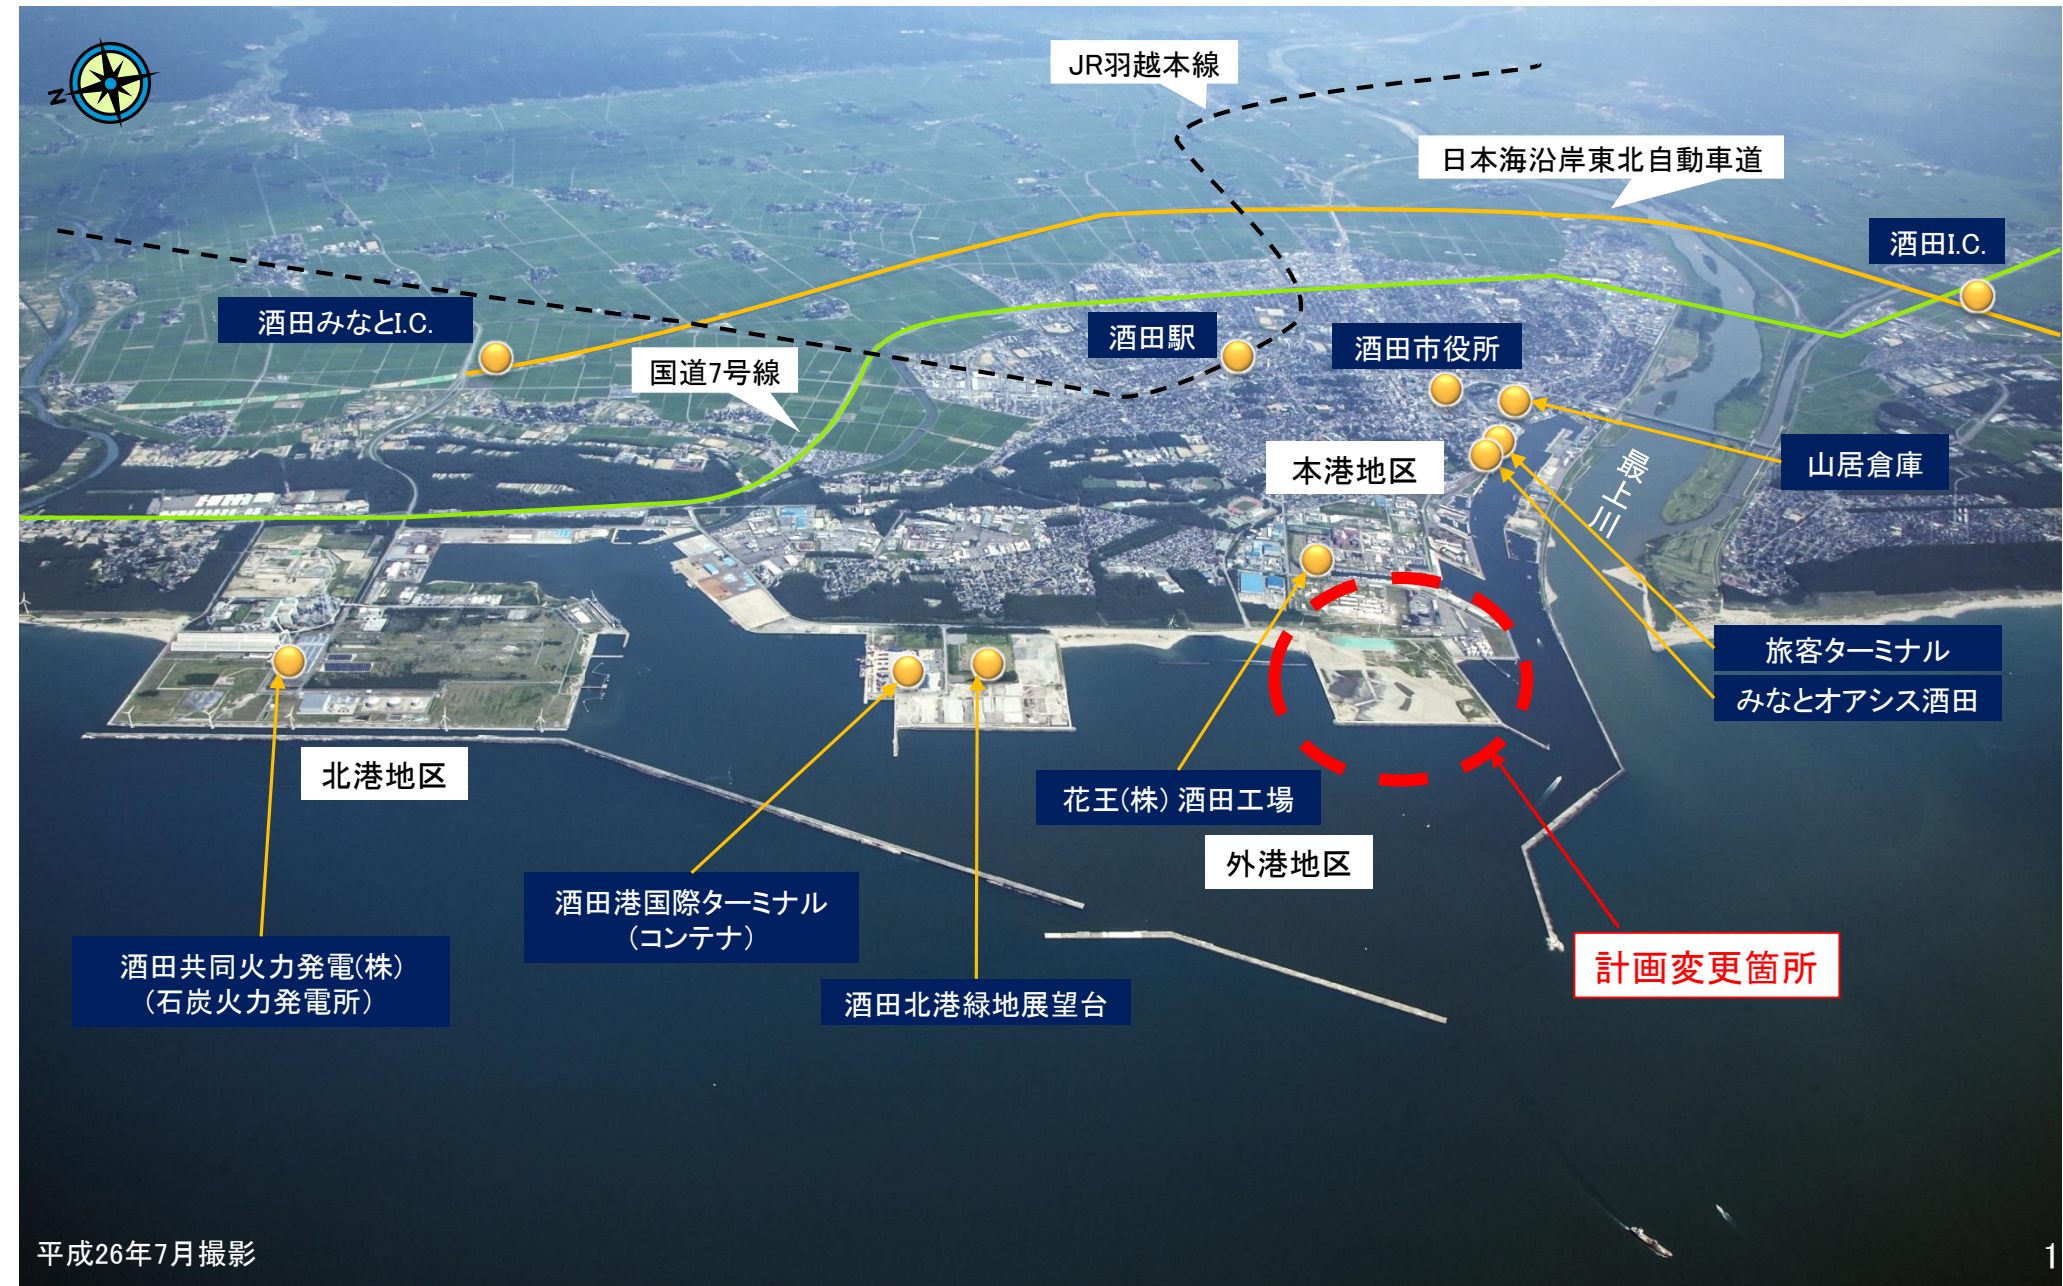 N
JR羽越本線
日本海沿岸東北自動車道
酒田I.C.
酒田みなとI.C.
酒田駅
酒田市役所
国道7号線
本港地区
最上川
山居倉庫
旅客ターミナル
みなとオアシス酒田
北港地区
花王(株)酒田工場
外港地区
酒田港国際ターミナル
(コンテナ)
計画変更箇所
酒田共同火力発電(株)
(石炭火力発電所)
酒田北港緑地展望台
平成26年7月撮影
1